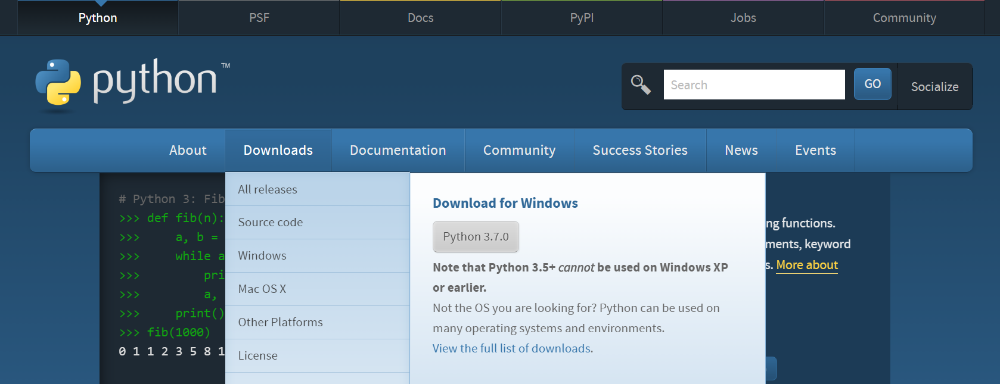 Python PSF Docs PyPI Jobs Community
python ™
Search GO Socialize
About Downloads Documentation Community Success Stories News Events
# Python 3: Fib
>>> def fib(n):
>>>     a, b =
>>>     while a
>>>         pri
>>>         a,
>>>     print()
>>> fib(1000)
0 1 1 2 3 5 8 1
All releases
Source code
Windows
Mac OS X
Other Platforms
License
Download for Windows
Python 3.7.0
Note that Python 3.5+ cannot be used on Windows XP
or earlier.
Not the OS you are looking for? Python can be used on
many operating systems and environments.
View the full list of downloads.
ng functions.
ments, keyword
s. More about